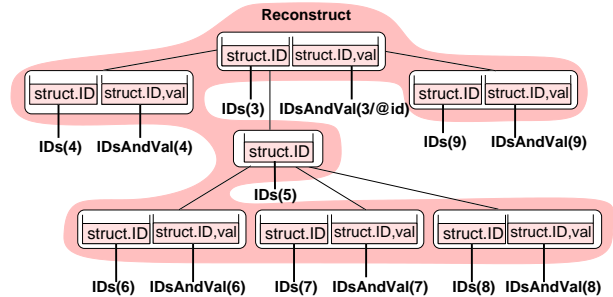 Reconstruct
struct.ID struct.ID,val
struct.ID struct.ID,val
struct.ID struct.ID,val
IDs(3) IDsAndVal(3/@id)
IDs(4) IDsAndVal(4)
IDs(9) IDsAndVal(9)
struct.ID
IDs(5)
struct.ID struct.ID,val
struct.ID struct.ID,val
struct.ID struct.ID,val
IDs(6) IDsAndVal(6)
IDs(7) IDsAndVal(7)
IDs(8) IDsAndVal(8)